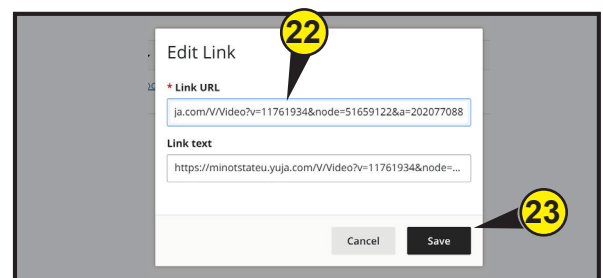 22
Edit Link
* Link URL
ja.com/V/Video?v=11761934&node=51659122&a=202077088
Link text
https://minotstateu.yuja.com/V/Video?v=11761934&node=...
23
Cancel Save